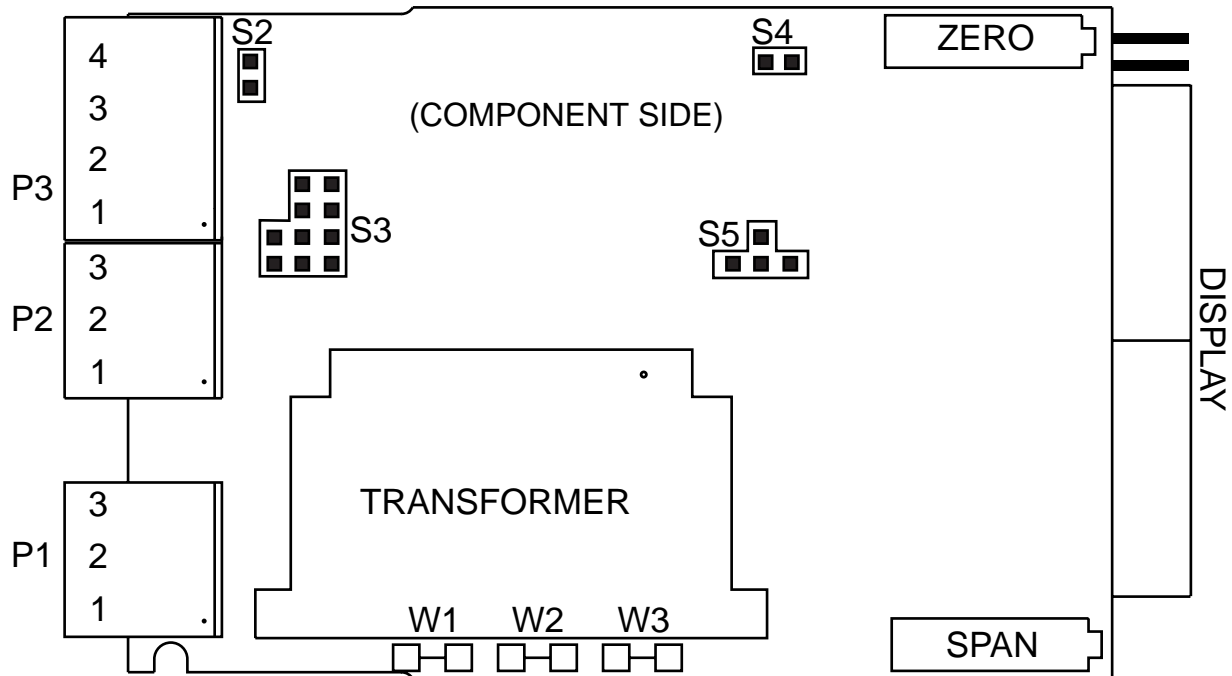 S2
S4
ZERO
4
3
2
1
P3
(COMPONENT SIDE)
S3
S5
3
2
1
P2
DISPLAY
TRANSFORMER
3
2
1
P1
W1 W2 W3
SPAN